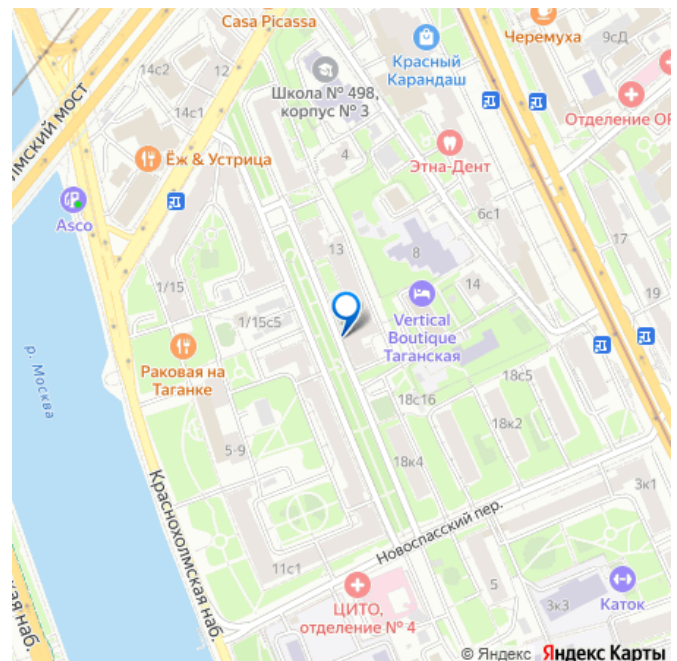 Casa Picassa
Черемуха
9сД
12
14с2
Красный
Карандаш
Школа № 498,
корпус № 3
14с1
Отделение ОР
ЛМСКИЙ МОСТ
Ёж & Устрица
4
Этна-Дент
Asco
6с1
17
13
8
1/15
14
19
Vertical
Boutique
Таганская
1/15с5
р. Москва
Раковая на
Таганке
18с5
18с16
18к2
5-9
18к4
3к1
Краснохолмская наб.
Новоспасский пер.
11с1
5
ЦИТО,
отделение № 4
3к3
Каток
кая наб.
© Яндекс Яндекс Карты